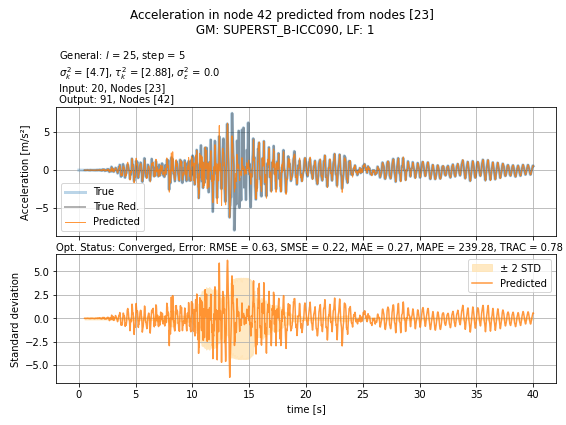 Acceleration in node 42 predicted from nodes [23]
GM: SUPERST_B-ICC090, LF: 1
General: l = 25, step = 5
σ²ₖ = [4.7], τ²ₖ = [2.88], σ²ε = 0.0
Input: 20, Nodes [23]
Output: 91, Nodes [42]
Acceleration [m/s²]
5
0
−5
True
True Red.
Predicted
Opt. Status: Converged, Error: RMSE = 0.63, SMSE = 0.22, MAE = 0.27, MAPE = 239.28, TRAC = 0.78
Standard deviation
5.0
2.5
0.0
−2.5
−5.0
± 2 STD
Predicted
0 5 10 15 20 25 30 35 40
time [s]